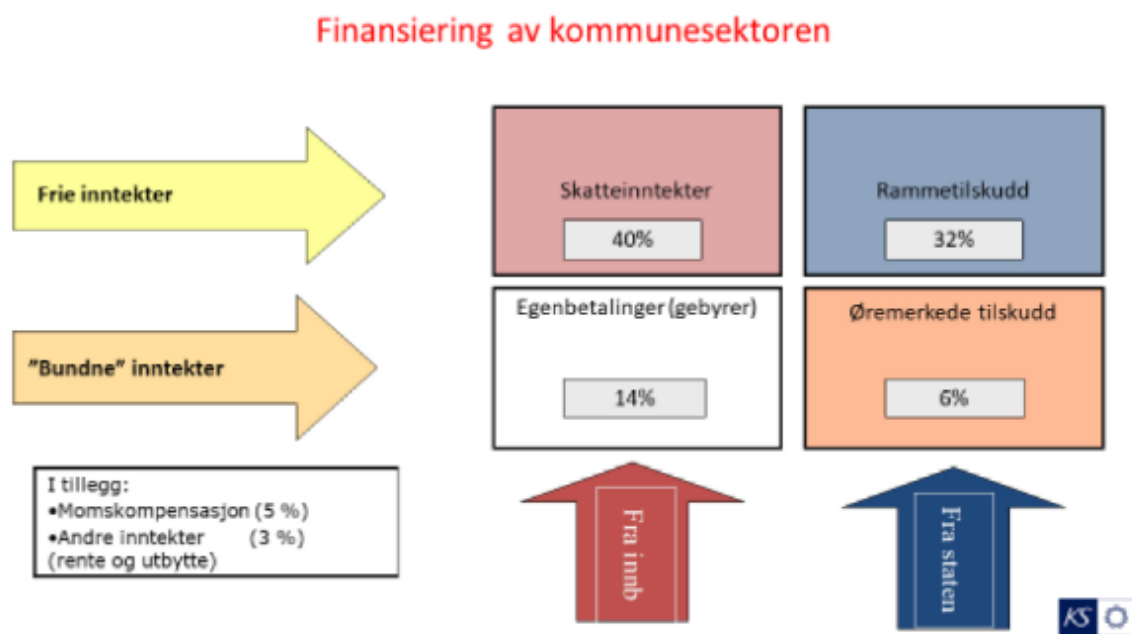 Finansiering av kommunesektoren
Frie inntekter
Skatteinntekter
40%
Rammetilskudd
32%
"Bundne" inntekter
Egenbetalinger (gebyrer)
14%
Øremerkede tilskudd
6%
I tillegg:
•Momskompensasjon (5 %)
•Andre inntekter (3 %)
(rente og utbytte)
Fra innb
Fra staten
KS